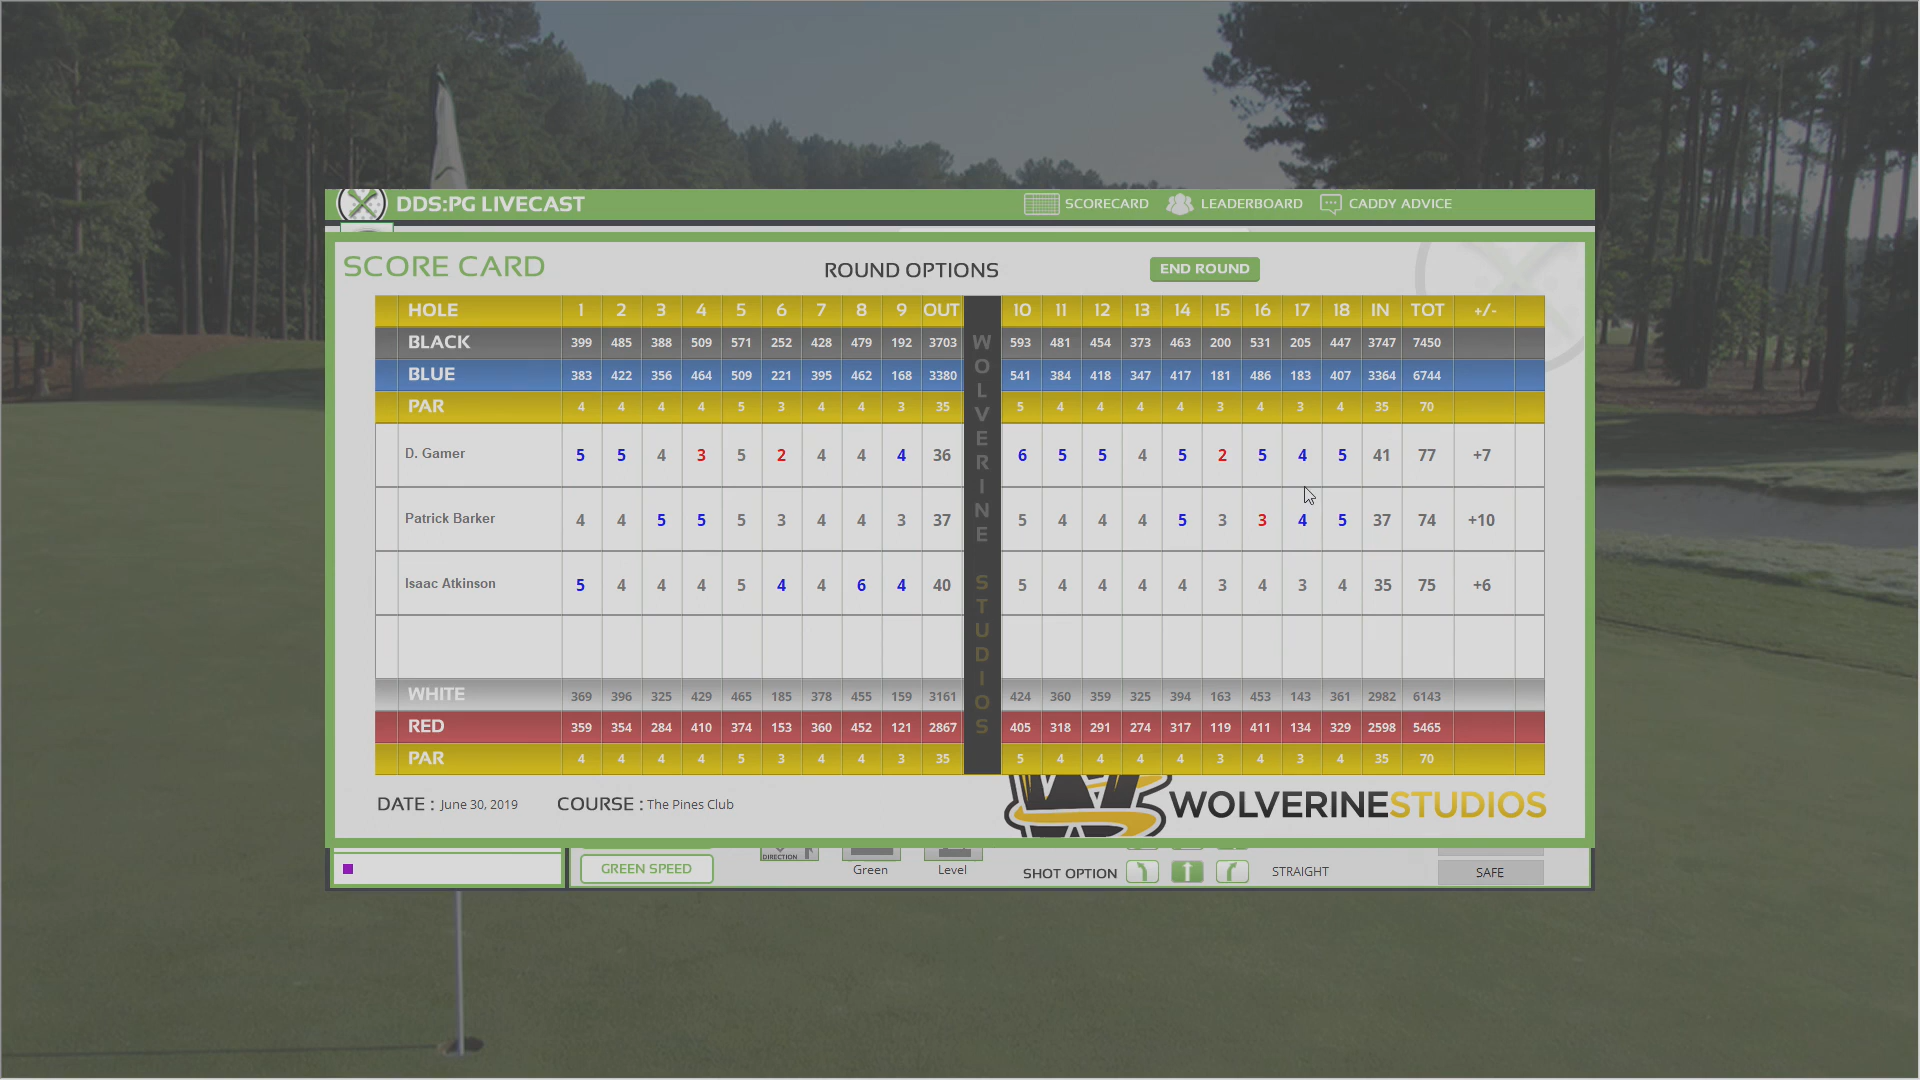 DDS:PG LIVECAST SCORECARD LEADERBOARD CADDY ADVICE
SCORE CARD ROUND OPTIONS END ROUND
HOLE 1 2 3 4 5 6 7 8 9 OUT 10 11 12 13 14 15 16 17 18 IN TOT +/-
BLACK 399 485 388 509 571 252 428 479 192 3703 593 481 454 373 463 200 531 205 447 3747 7450
BLUE 383 422 356 464 509 221 395 462 168 3380 541 384 418 347 417 181 486 183 407 3364 6744
PAR 4 4 4 4 5 3 4 4 3 35 5 4 4 4 4 3 4 3 4 35 70
D. Gamer 5 5 4 3 5 2 4 4 4 36 6 5 5 4 5 2 5 4 5 41 77 +7
Patrick Barker 4 4 5 5 5 3 4 4 3 37 5 4 4 4 5 3 3 4 5 37 74 +10
Isaac Atkinson 5 4 4 4 5 4 4 6 4 40 5 4 4 4 4 3 4 3 4 35 75 +6
WOLVERINE STUDIOS
WHITE 369 396 325 429 465 185 378 455 159 3161 424 360 359 325 394 163 453 143 361 2982 6143
RED 359 354 284 410 374 153 360 452 121 2867 405 318 291 274 317 119 411 134 329 2598 5465
PAR 4 4 4 4 5 3 4 4 3 35 5 4 4 4 4 3 4 3 4 35 70
DATE : June 30, 2019 COURSE : The Pines Club WOLVERINESTUDIOS
DIRECTION
GREEN SPEED Green Level SHOT OPTION STRAIGHT SAFE